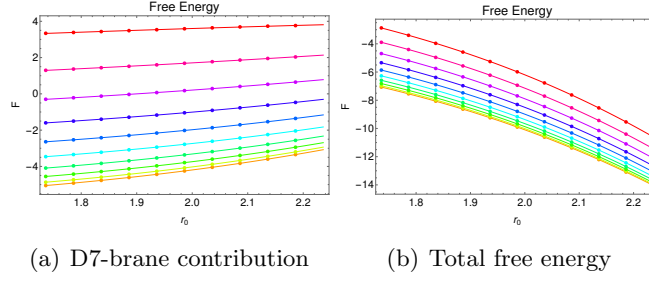 Free Energy
4
2
0
−2
−4
F
1.8
1.9
2.0
2.1
2.2
r0
(a) D7-brane contribution
Free Energy
−4
−6
−8
−10
−12
−14
F
1.8
1.9
2.0
2.1
2.2
r0
(b) Total free energy